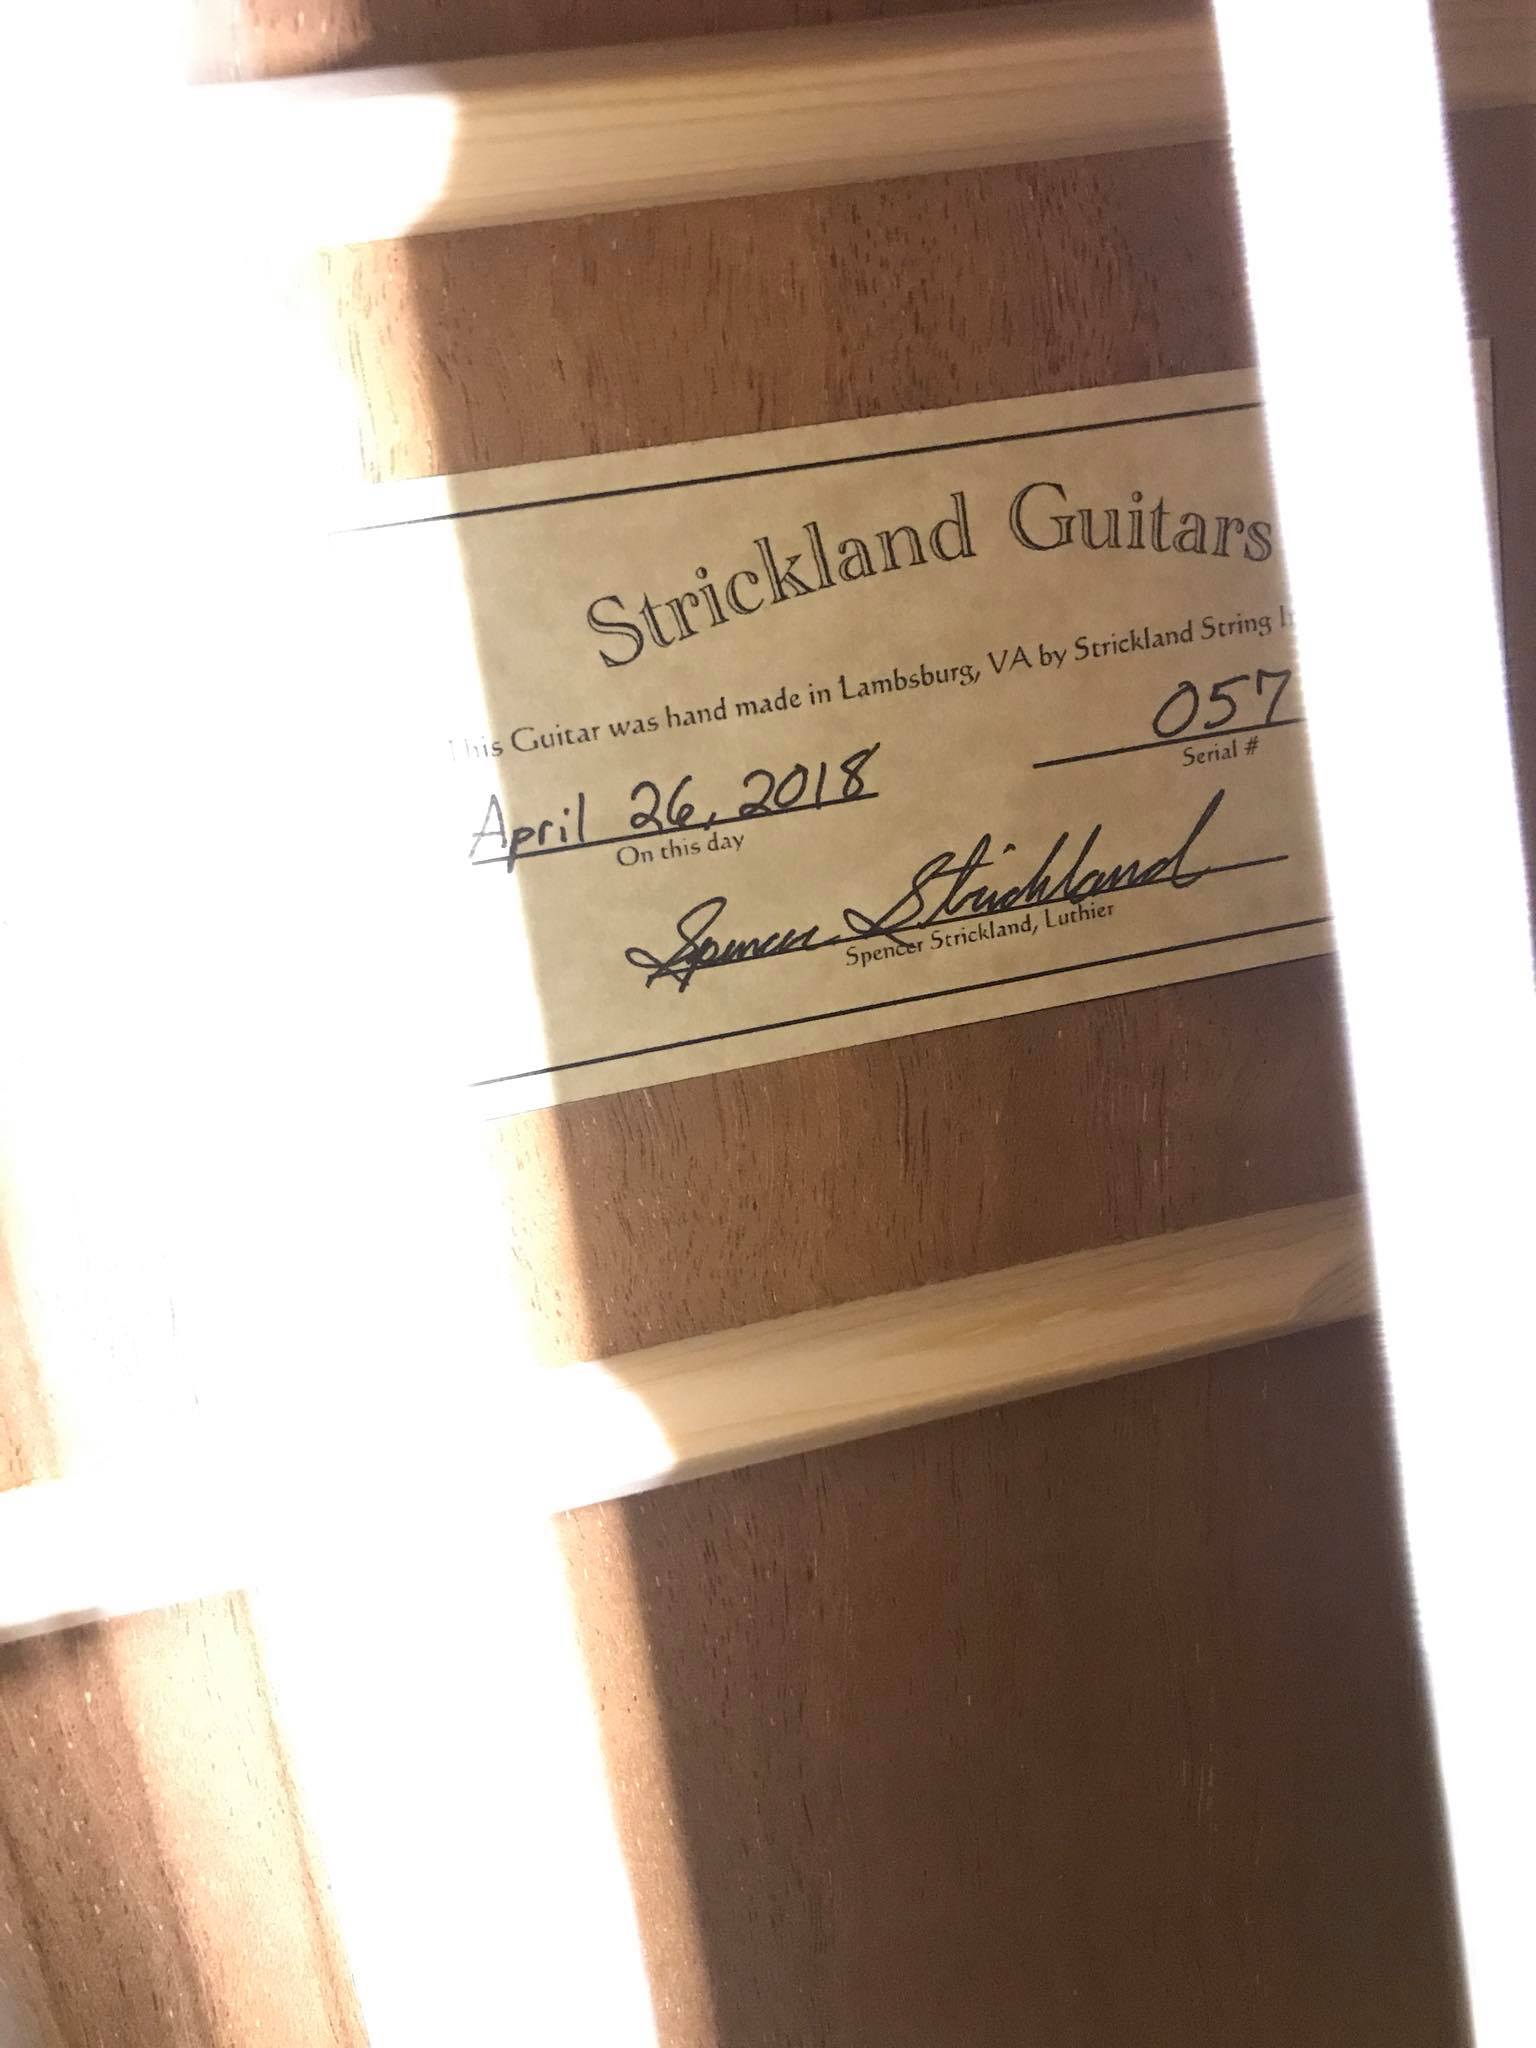 Strickland Guitars
This Guitar was hand made in Lambsburg, VA by Strickland String
April 26, 2018
057
On this day
Serial #
Spencer Strickland
Spencer Strickland, Luthier